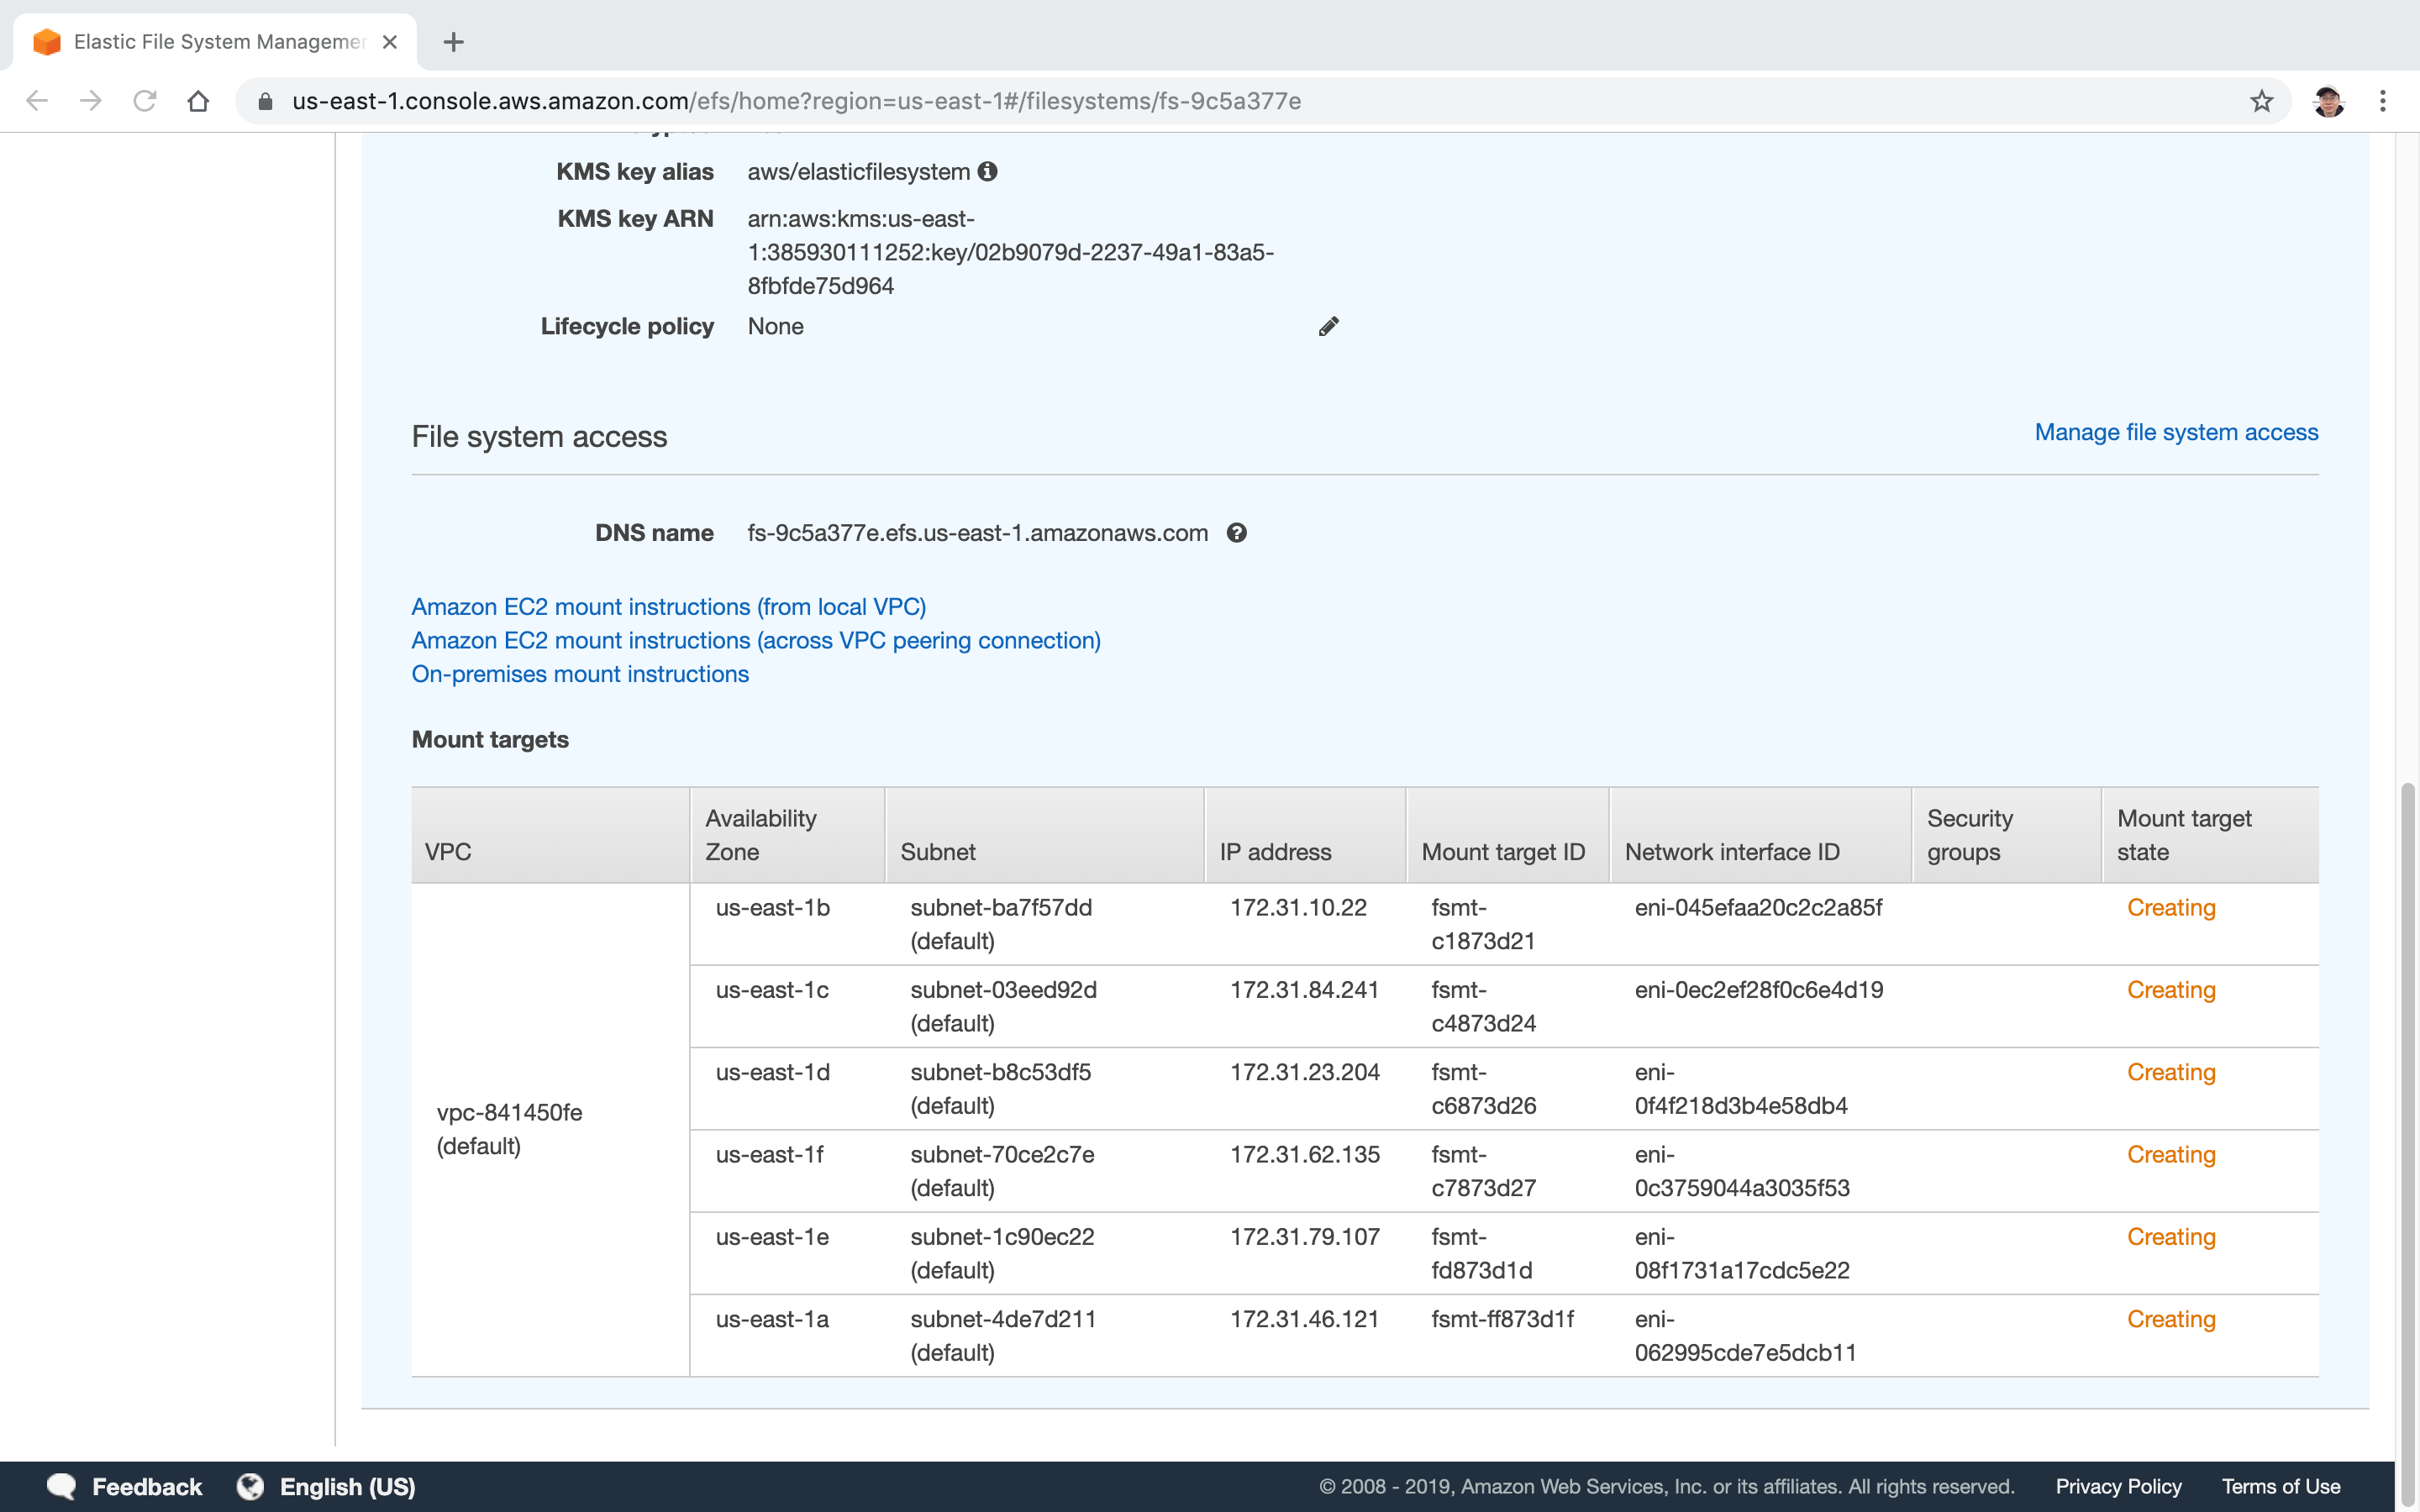 Elastic File System Managemen
us-east-1.console.aws.amazon.com/efs/home?region=us-east-1#/filesystems/fs-9c5a377e
KMS key alias aws/elasticfilesystem
KMS key ARN arn:aws:kms:us-east-
1:385930111252:key/02b9079d-2237-49a1-83a5-
8fbfde75d964
Lifecycle policy None
File system access Manage file system access
DNS name fs-9c5a377e.efs.us-east-1.amazonaws.com
Amazon EC2 mount instructions (from local VPC)
Amazon EC2 mount instructions (across VPC peering connection)
On-premises mount instructions
Mount targets
VPC Availability Zone Subnet IP address Mount target ID Network interface ID Security groups Mount target state
vpc-841450fe (default)
us-east-1b subnet-ba7f57dd (default) 172.31.10.22 fsmt-c1873d21 eni-045efaa20c2c2a85f Creating
us-east-1c subnet-03eed92d (default) 172.31.84.241 fsmt-c4873d24 eni-0ec2ef28f0c6e4d19 Creating
us-east-1d subnet-b8c53df5 (default) 172.31.23.204 fsmt-c6873d26 eni-0f4f218d3b4e58db4 Creating
us-east-1f subnet-70ce2c7e (default) 172.31.62.135 fsmt-c7873d27 eni-0c3759044a3035f53 Creating
us-east-1e subnet-1c90ec22 (default) 172.31.79.107 fsmt-fd873d1d eni-08f1731a17cdc5e22 Creating
us-east-1a subnet-4de7d211 (default) 172.31.46.121 fsmt-ff873d1f eni-062995cde7e5dcb11 Creating
Feedback English (US) © 2008 - 2019, Amazon Web Services, Inc. or its affiliates. All rights reserved. Privacy Policy Terms of Use